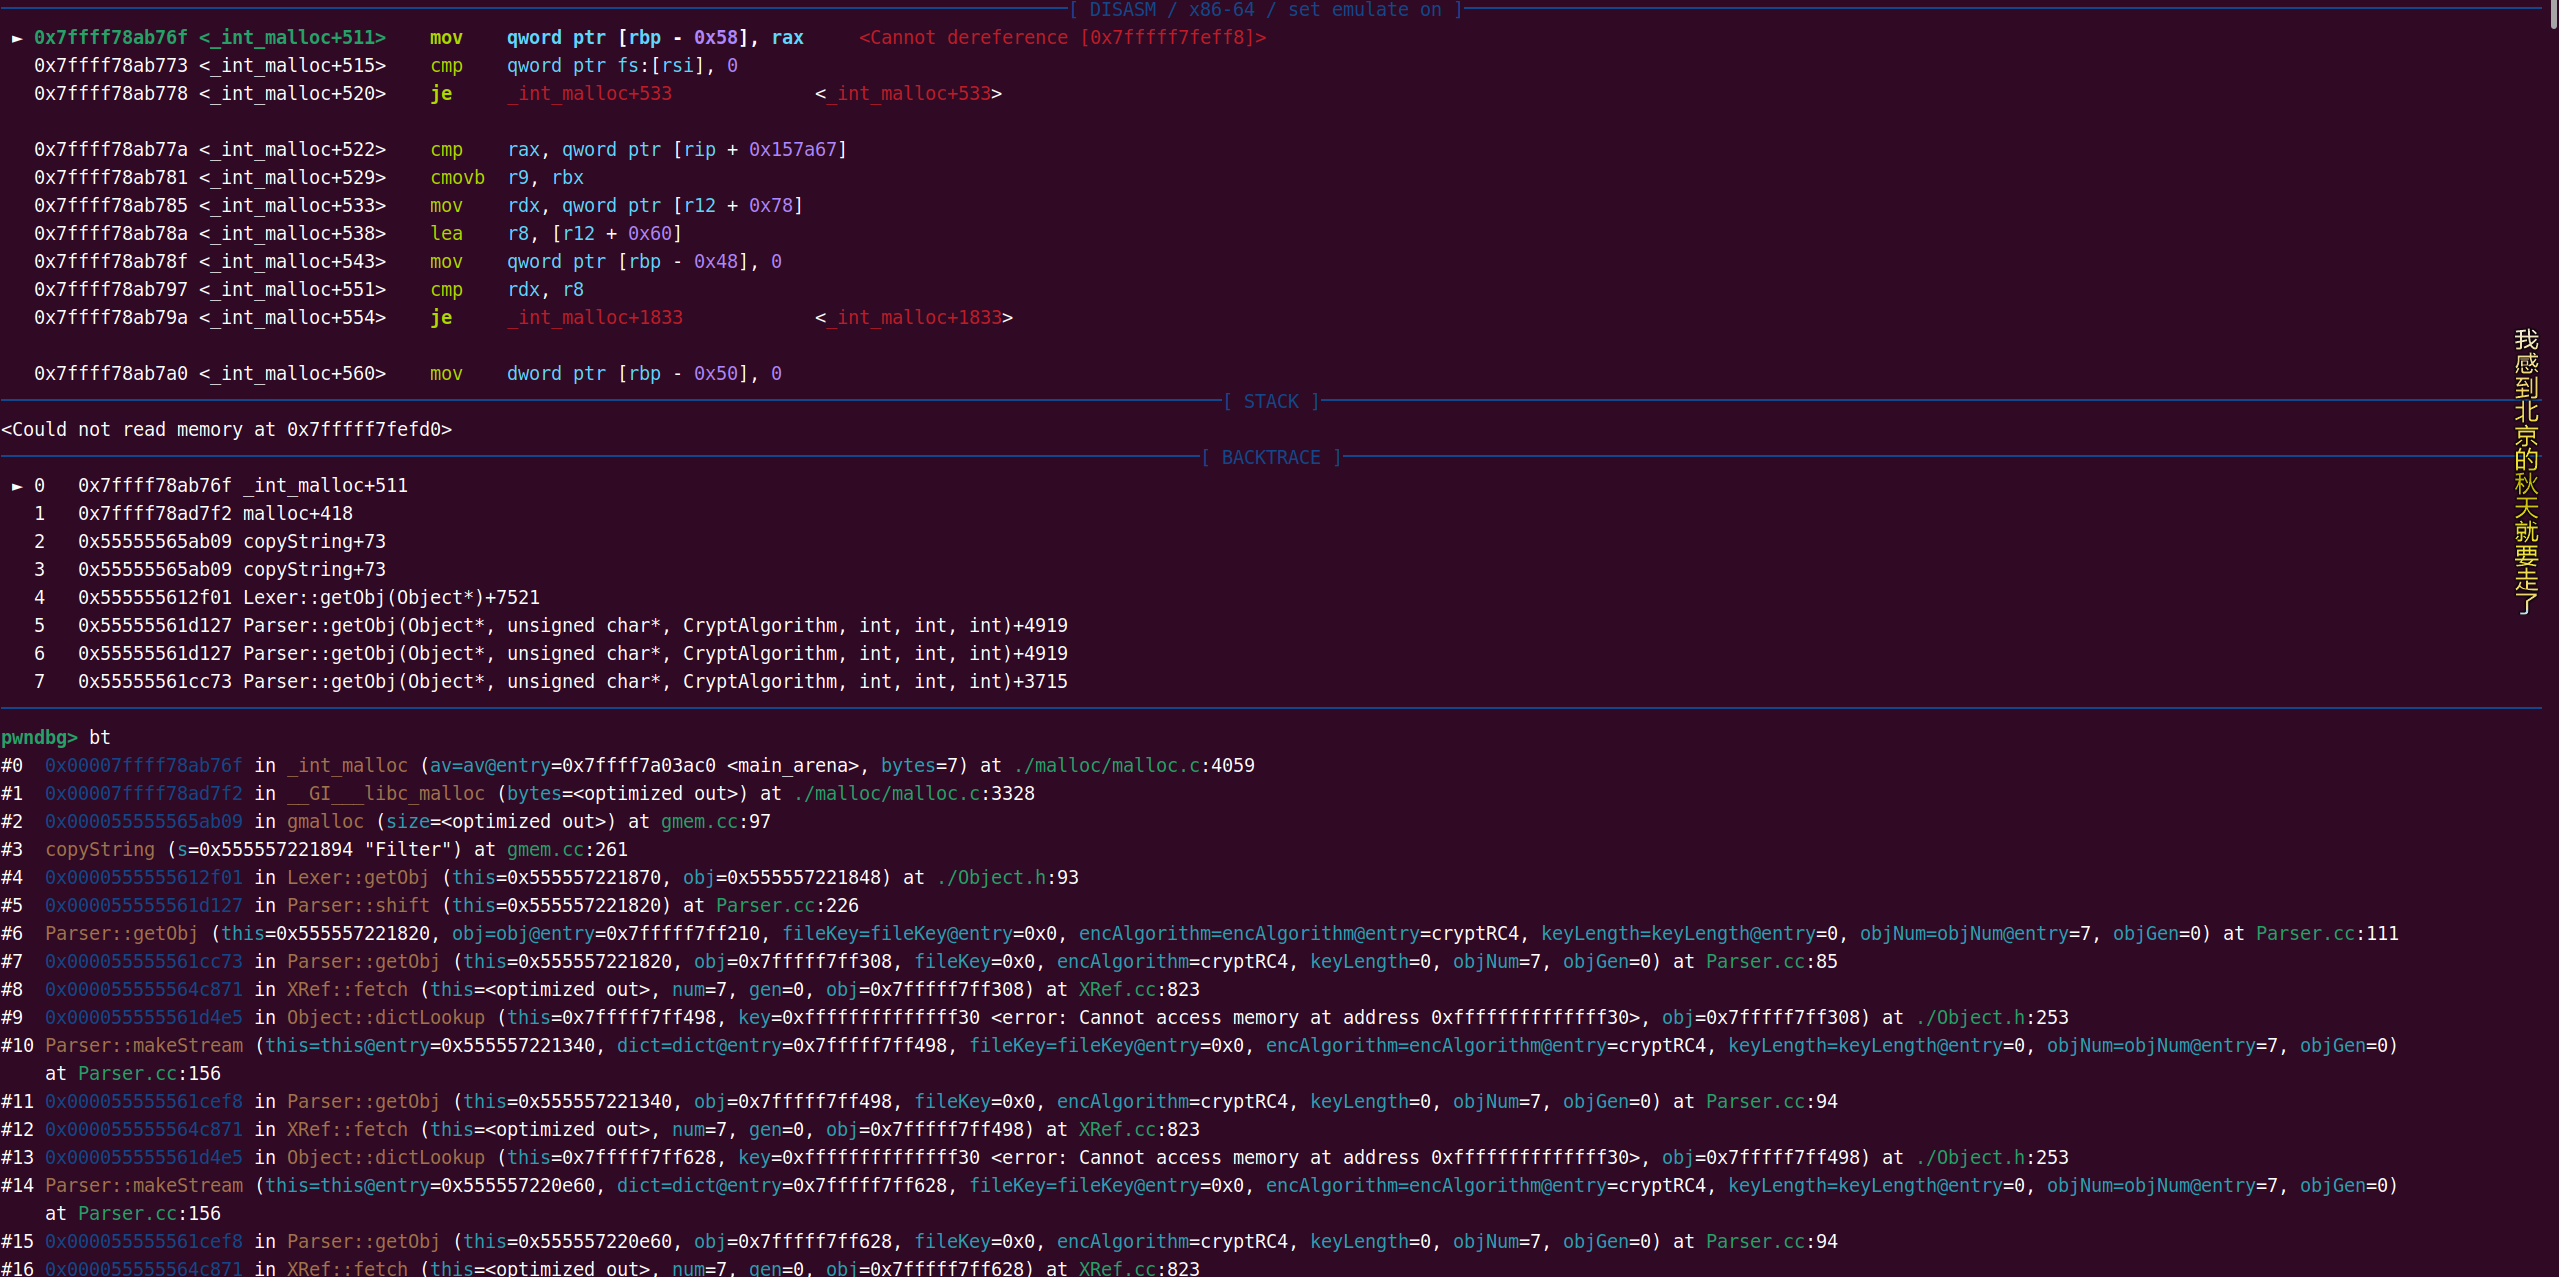 [ DISASM / x86-64 / set emulate on ]
► 0x7ffff78ab76f <_int_malloc+511>    mov    qword ptr [rbp - 0x58], rax     <Cannot dereference [0x7fffff7feff8]>
0x7ffff78ab773 <_int_malloc+515>    cmp    qword ptr fs:[rsi], 0
0x7ffff78ab778 <_int_malloc+520>    je     _int_malloc+533             <_int_malloc+533>
0x7ffff78ab77a <_int_malloc+522>    cmp    rax, qword ptr [rip + 0x157a67]
0x7ffff78ab781 <_int_malloc+529>    cmovb  r9, rbx
0x7ffff78ab785 <_int_malloc+533>    mov    rdx, qword ptr [r12 + 0x78]
0x7ffff78ab78a <_int_malloc+538>    lea    r8, [r12 + 0x60]
0x7ffff78ab78f <_int_malloc+543>    mov    qword ptr [rbp - 0x48], 0
0x7ffff78ab797 <_int_malloc+551>    cmp    rdx, r8
0x7ffff78ab79a <_int_malloc+554>    je     _int_malloc+1833             <_int_malloc+1833>
0x7ffff78ab7a0 <_int_malloc+560>    mov    dword ptr [rbp - 0x50], 0
[ STACK ]
<Could not read memory at 0x7fffff7fefd0>
[ BACKTRACE ]
► 0   0x7ffff78ab76f _int_malloc+511
1   0x7ffff78ad7f2 malloc+418
2   0x55555565ab09 copyString+73
3   0x55555565ab09 copyString+73
4   0x555555612f01 Lexer::getObj(Object*)+7521
5   0x55555561d127 Parser::getObj(Object*, unsigned char*, CryptAlgorithm, int, int, int)+4919
6   0x55555561d127 Parser::getObj(Object*, unsigned char*, CryptAlgorithm, int, int, int)+4919
7   0x55555561cc73 Parser::getObj(Object*, unsigned char*, CryptAlgorithm, int, int, int)+3715
pwndbg> bt
#0  0x00007ffff78ab76f in _int_malloc (av=av@entry=0x7ffff7a03ac0 <main_arena>, bytes=7) at ./malloc/malloc.c:4059
#1  0x00007ffff78ad7f2 in __GI___libc_malloc (bytes=<optimized out>) at ./malloc/malloc.c:3328
#2  0x000055555565ab09 in gmalloc (size=<optimized out>) at gmem.cc:97
#3  copyString (s=0x555557221894 "Filter") at gmem.cc:261
#4  0x0000555555612f01 in Lexer::getObj (this=0x555557221870, obj=0x555557221848) at ./Object.h:93
#5  0x000055555561d127 in Parser::shift (this=0x555557221820) at Parser.cc:226
#6  Parser::getObj (this=0x555557221820, obj=obj@entry=0x7fffff7ff210, fileKey=fileKey@entry=0x0, encAlgorithm=encAlgorithm@entry=cryptRC4, keyLength=keyLength@entry=0, objNum=objNum@entry=7, objGen=0) at Parser.cc:111
#7  0x000055555561cc73 in Parser::getObj (this=0x555557221820, obj=0x7fffff7ff308, fileKey=0x0, encAlgorithm=cryptRC4, keyLength=0, objNum=7, objGen=0) at Parser.cc:85
#8  0x000055555564c871 in XRef::fetch (this=<optimized out>, num=7, gen=0, obj=0x7fffff7ff308) at XRef.cc:823
#9  0x000055555561d4e5 in Object::dictLookup (this=0x7fffff7ff498, key=0xffffffffffffff30 <error: Cannot access memory at address 0xffffffffffffff30>, obj=0x7fffff7ff308) at ./Object.h:253
#10 Parser::makeStream (this=this@entry=0x555557221340, dict=dict@entry=0x7fffff7ff498, fileKey=fileKey@entry=0x0, encAlgorithm=encAlgorithm@entry=cryptRC4, keyLength=keyLength@entry=0, objNum=objNum@entry=7, objGen=0)
at Parser.cc:156
#11 0x000055555561cef8 in Parser::getObj (this=0x555557221340, obj=0x7fffff7ff498, fileKey=0x0, encAlgorithm=cryptRC4, keyLength=0, objNum=7, objGen=0) at Parser.cc:94
#12 0x000055555564c871 in XRef::fetch (this=<optimized out>, num=7, gen=0, obj=0x7fffff7ff498) at XRef.cc:823
#13 0x000055555561d4e5 in Object::dictLookup (this=0x7fffff7ff628, key=0xffffffffffffff30 <error: Cannot access memory at address 0xffffffffffffff30>, obj=0x7fffff7ff498) at ./Object.h:253
#14 Parser::makeStream (this=this@entry=0x555557220e60, dict=dict@entry=0x7fffff7ff628, fileKey=fileKey@entry=0x0, encAlgorithm=encAlgorithm@entry=cryptRC4, keyLength=keyLength@entry=0, objNum=objNum@entry=7, objGen=0)
at Parser.cc:156
#15 0x000055555561cef8 in Parser::getObj (this=0x555557220e60, obj=0x7fffff7ff628, fileKey=0x0, encAlgorithm=cryptRC4, keyLength=0, objNum=7, objGen=0) at Parser.cc:94
#16 0x000055555564c871 in XRef::fetch (this=<optimized out>, num=7, gen=0, obj=0x7fffff7ff628) at XRef.cc:823
我感到北京的秋天就要走了